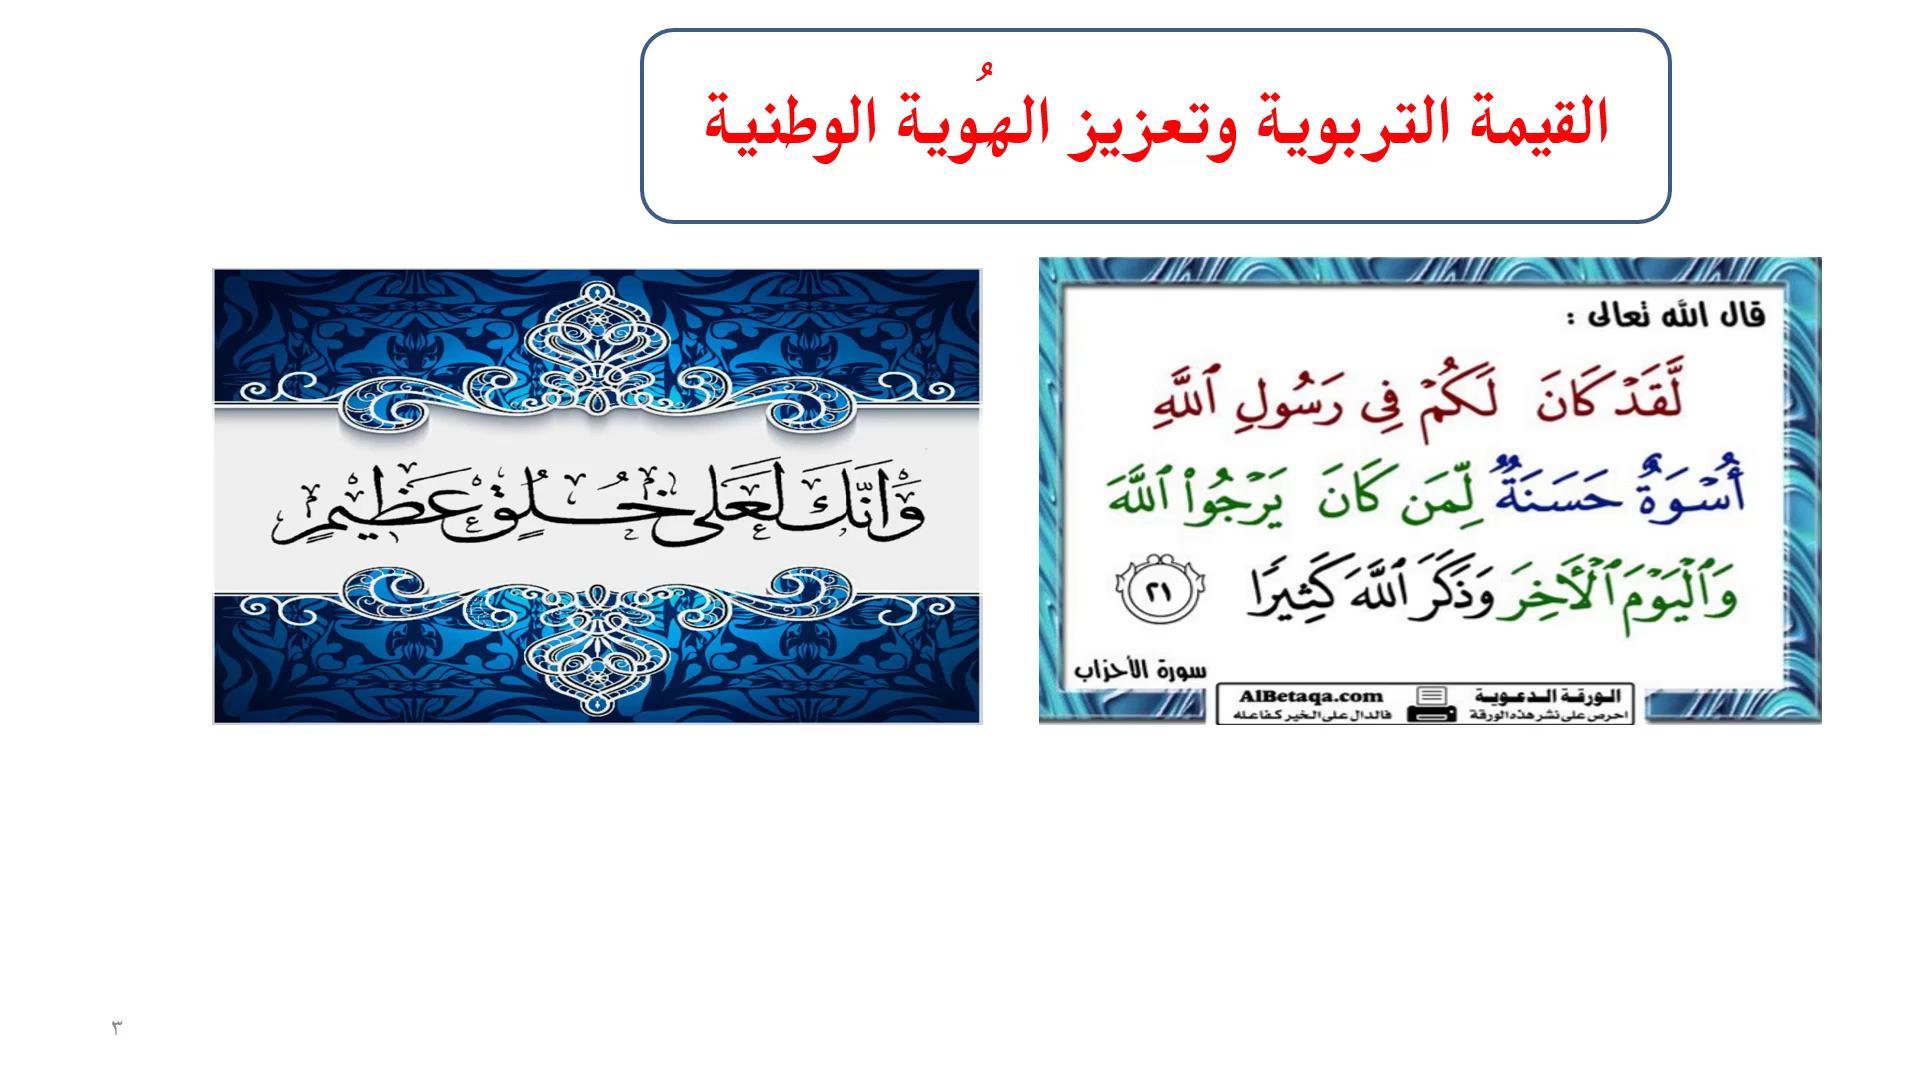 القيمة التربوية وتعزيز الهُوية الوطنية
قال الله تعالى :
لَّقَدْ كَانَ لَكُمْ فِى رَسُولِ ٱللَّهِ
أُسْوَةٌ حَسَنَةٌ لِّمَن كَانَ يَرْجُوا۟ ٱللَّهَ
وَٱلْيَوْمَ ٱلْأَخِرَ وَذَكَرَ ٱللَّهَ كَثِيرًا ٢١
سورة الأحزاب
الورقة الدعوية
احرص على نشر هذه الورقة
AlBetaqa.com
فالدال على الخير كفاعله
وَإِنَّكَ لَعَلى خُلُقٍ عَظِيمٍ
٣